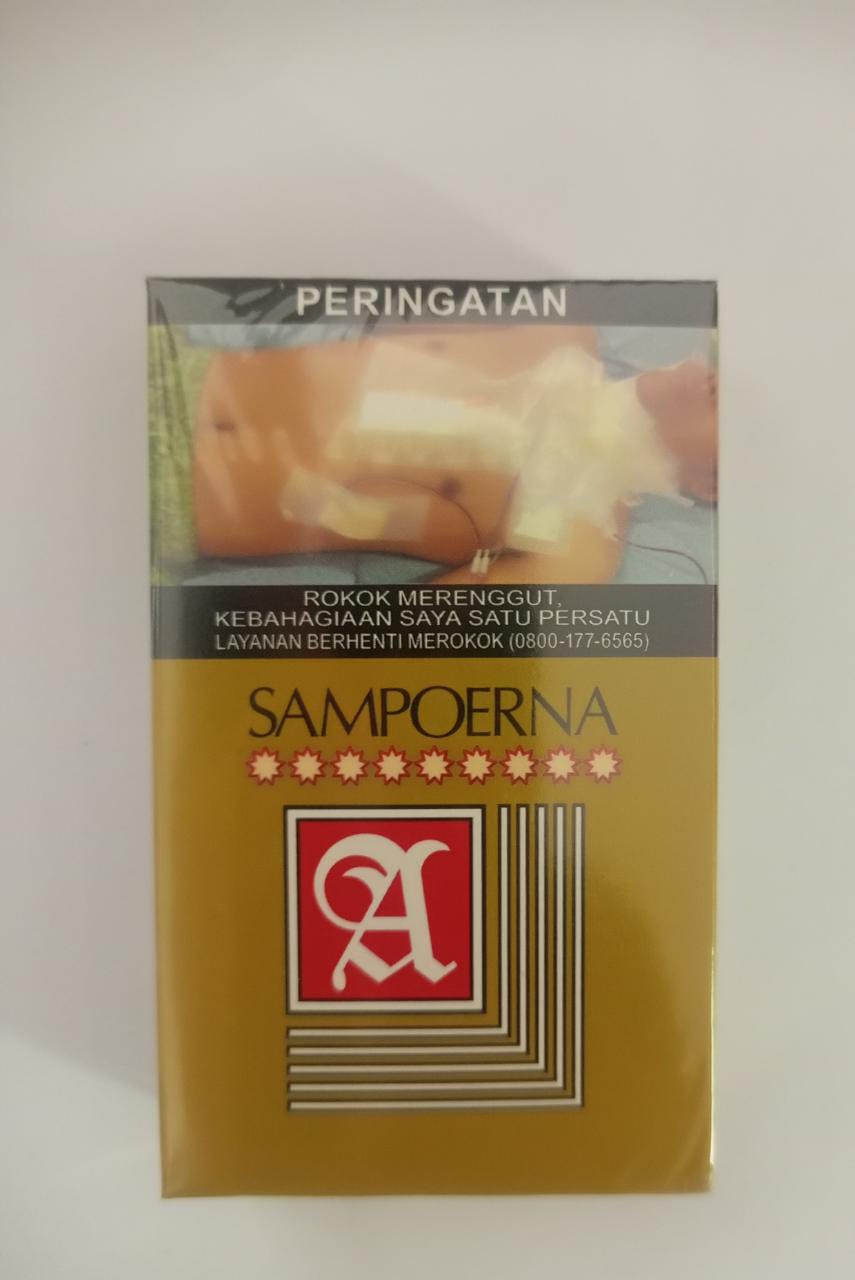 PERINGATAN
ROKOK MERENGGUT,
KEBAHAGIAAN SAYA SATU PERSATU
LAYANAN BERHENTI MEROKOK (0800-177-6565)
SAMPOERNA
A